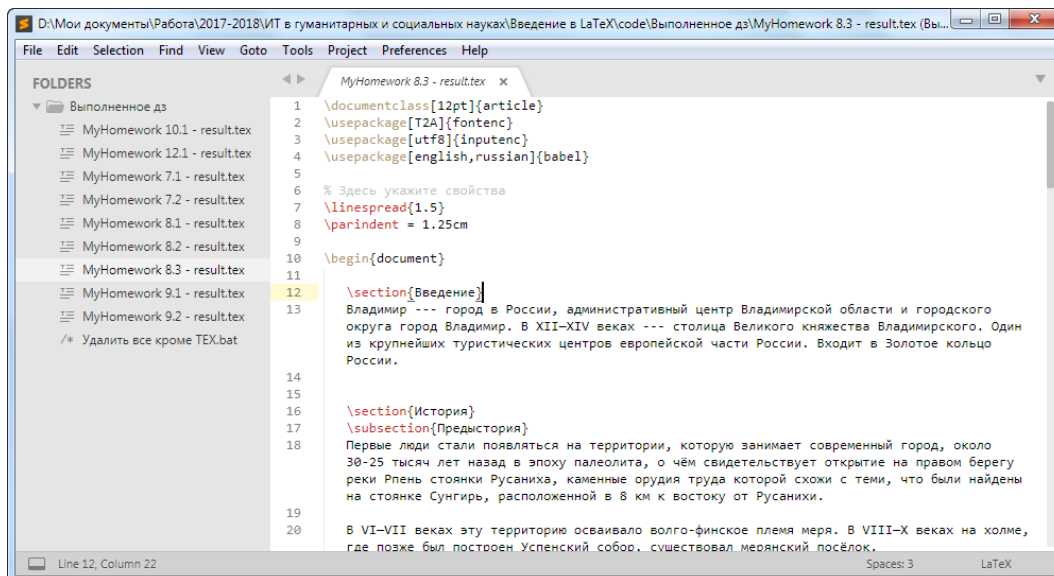 D:\Мои документы\Работа\2017-2018\ИТ в гуманитарных и социальных науках\Введение в LaTeX\code\Выполненное дз\MyHomework 8.3 - result.tex (Вы...
File Edit Selection Find View Goto Tools Project Preferences Help
FOLDERS
Выполненное дз
MyHomework 10.1 - result.tex
MyHomework 12.1 - result.tex
MyHomework 7.1 - result.tex
MyHomework 7.2 - result.tex
MyHomework 8.1 - result.tex
MyHomework 8.2 - result.tex
MyHomework 8.3 - result.tex
MyHomework 9.1 - result.tex
MyHomework 9.2 - result.tex
/* Удалить все кроме TEX.bat
MyHomework 8.3 - result.tex ×
1 \documentclass[12pt]{article}
2 \usepackage[T2A]{fontenc}
3 \usepackage[utf8]{inputenc}
4 \usepackage[english,russian]{babel}
5
6 % Здесь укажите свойства
7 \linespread{1.5}
8 \parindent = 1.25cm
9
10 \begin{document}
11
12 \section{Введение}
13 Владимир --- город в России, административный центр Владимирской области и городского
округа город Владимир. В XII–XIV веках --- столица Великого княжества Владимирского. Один
из крупнейших туристических центров европейской части России. Входит в Золотое кольцо
России.
14
15
16 \section{История}
17 \subsection{Предыстория}
18 Первые люди стали появляться на территории, которую занимает современный город, около
30-25 тысяч лет назад в эпоху палеолита, о чём свидетельствует открытие на правом берегу
реки Рпень стоянки Русаниха, каменные орудия труда которой схожи с теми, что были найдены
на стоянке Сунгирь, расположенной в 8 км к востоку от Русанихи.
19
20 В VI–VII веках эту территорию осваивало волго-финское племя меря. В VIII–X веках на холме,
где позже был построен Успенский собор, существовал мерянский посёлок.
Line 12, Column 22
Spaces: 3
LaTeX